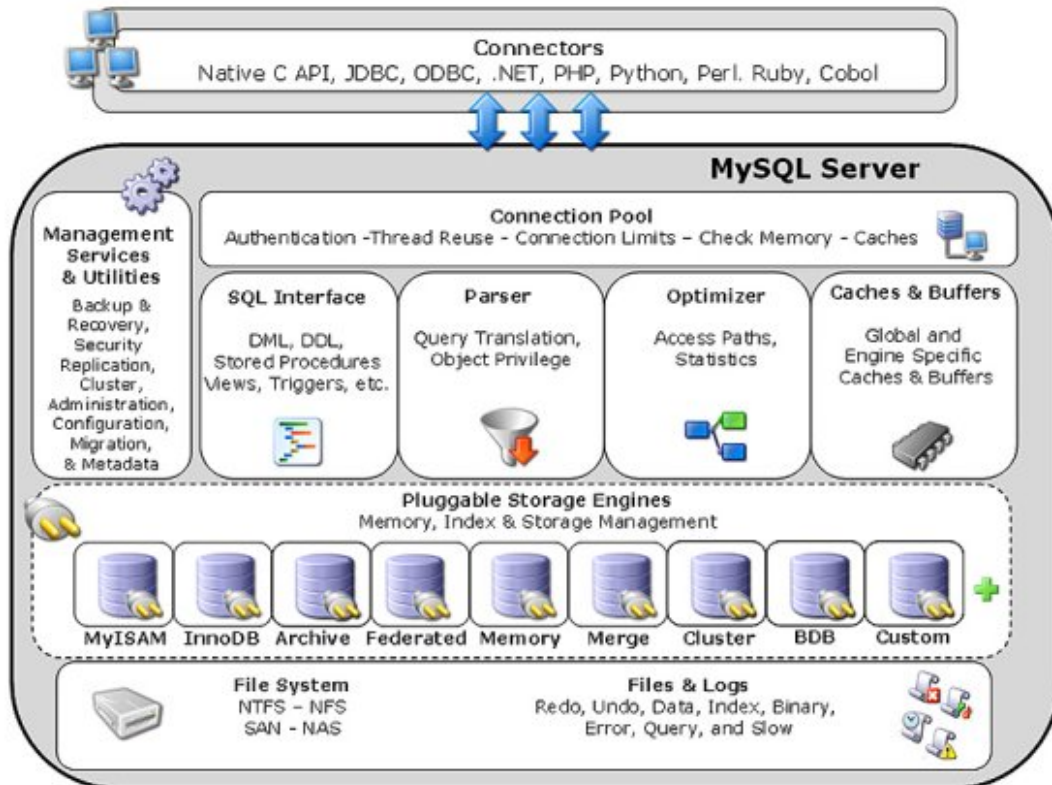 Connectors
Native C API, JDBC, ODBC, .NET, PHP, Python, Perl. Ruby, Cobol
MySQL Server
Connection Pool
Authentication -Thread Reuse - Connection Limits – Check Memory - Caches
Management
Services
& Utilities
Backup &
Recovery,
Security
Replication,
Cluster,
Administration,
Configuration,
Migration,
& Metadata
SQL Interface
DML, DDL,
Stored Procedures
Views, Triggers, etc.
Parser
Query Translation,
Object Privilege
Optimizer
Access Paths,
Statistics
Caches & Buffers
Global and
Engine Specific
Caches & Buffers
Pluggable Storage Engines
Memory, Index & Storage Management
MyISAM InnoDB Archive Federated Memory Merge Cluster BDB Custom
File System
NTFS – NFS
SAN - NAS
Files & Logs
Redo, Undo, Data, Index, Binary,
Error, Query, and Slow